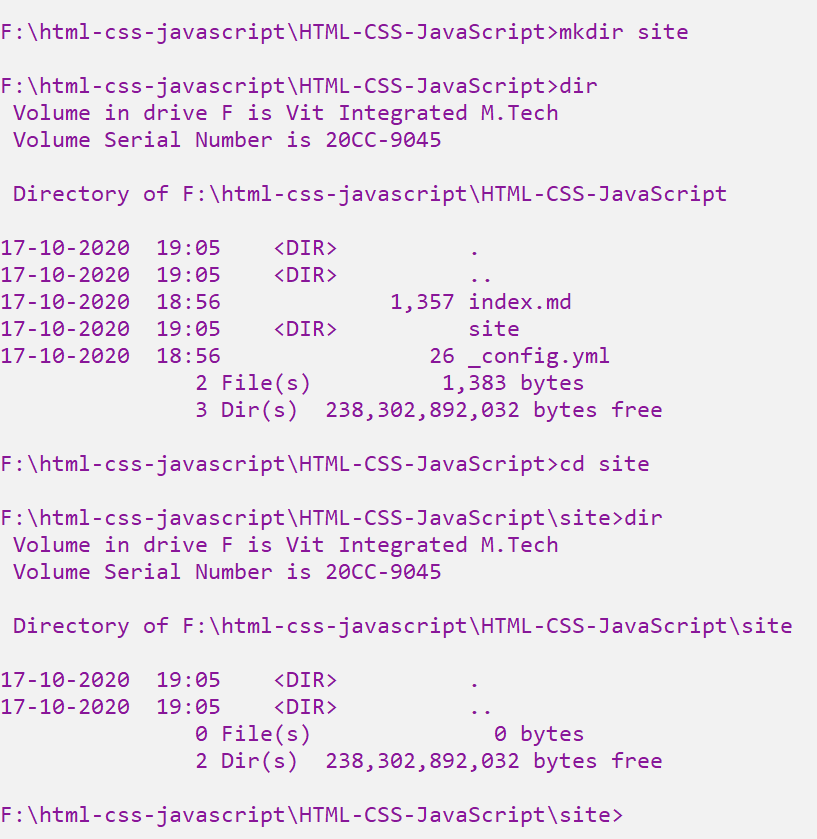 F:\html-css-javascript\HTML-CSS-JavaScript>mkdir site
F:\html-css-javascript\HTML-CSS-JavaScript>dir
Volume in drive F is Vit Integrated M.Tech
Volume Serial Number is 20CC-9045
Directory of F:\html-css-javascript\HTML-CSS-JavaScript
17-10-2020  19:05    <DIR>          .
17-10-2020  19:05    <DIR>          ..
17-10-2020  18:56             1,357 index.md
17-10-2020  19:05    <DIR>          site
17-10-2020  18:56                26 _config.yml
2 File(s)          1,383 bytes
3 Dir(s)  238,302,892,032 bytes free
F:\html-css-javascript\HTML-CSS-JavaScript>cd site
F:\html-css-javascript\HTML-CSS-JavaScript\site>dir
Volume in drive F is Vit Integrated M.Tech
Volume Serial Number is 20CC-9045
Directory of F:\html-css-javascript\HTML-CSS-JavaScript\site
17-10-2020  19:05    <DIR>          .
17-10-2020  19:05    <DIR>          ..
0 File(s)              0 bytes
2 Dir(s)  238,302,892,032 bytes free
F:\html-css-javascript\HTML-CSS-JavaScript\site>